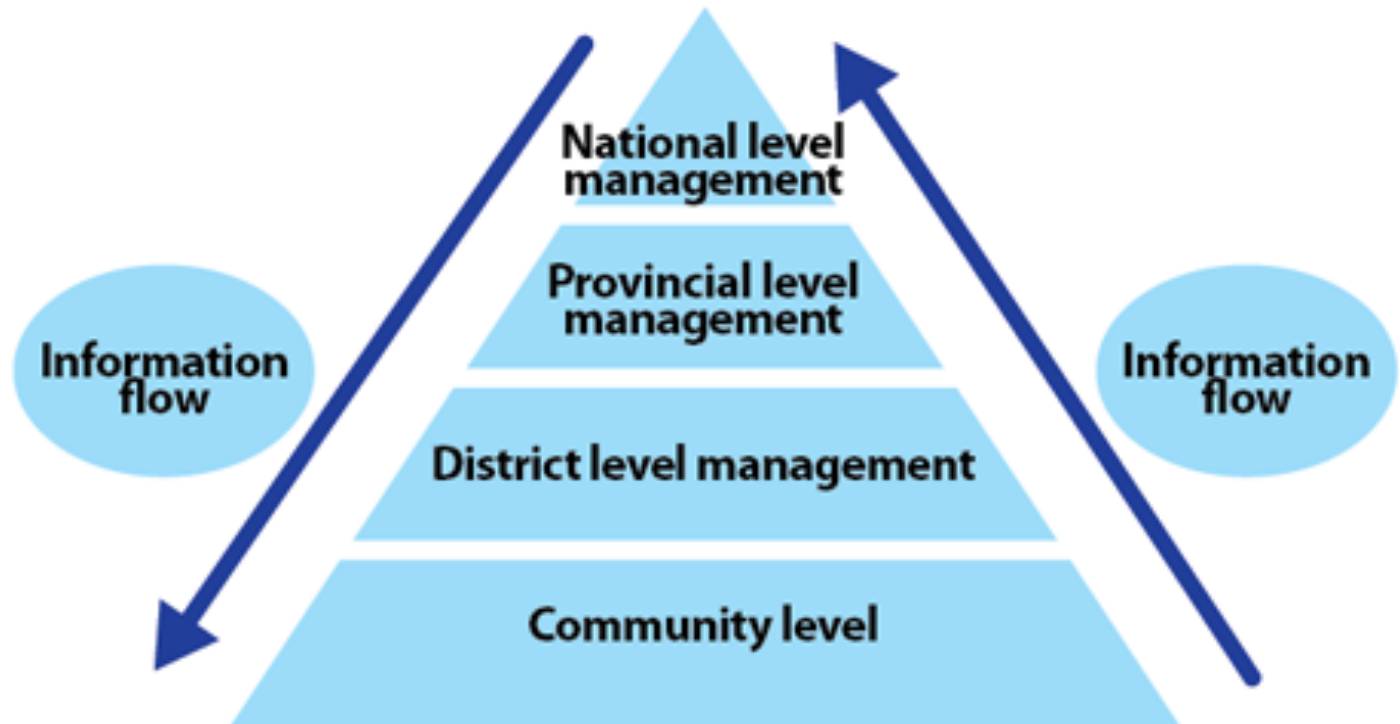 National level
management
Provincial level
management
Information
flow
Information
flow
District level management
Community level